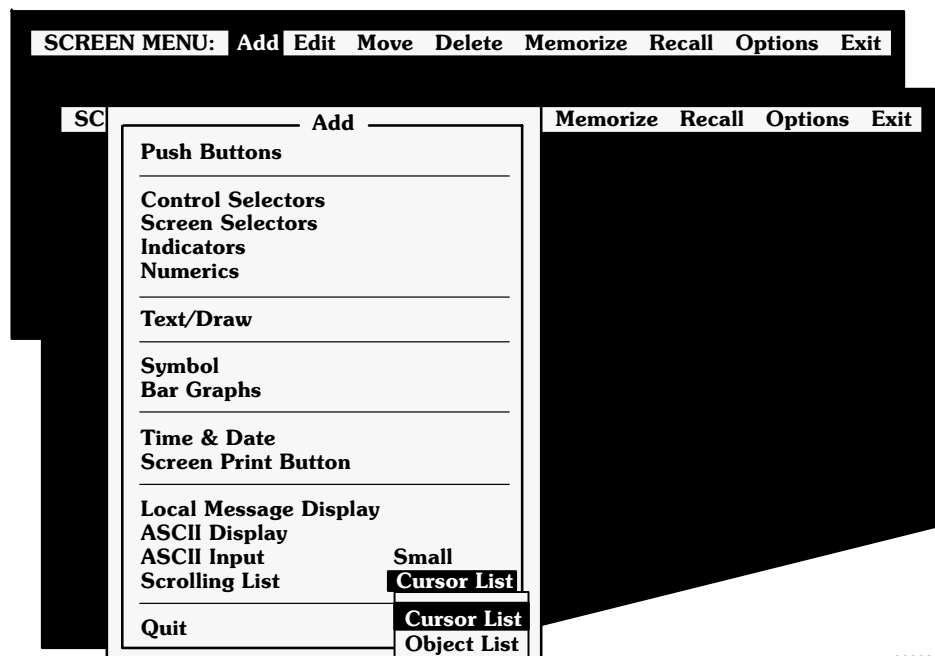 SCREEN MENU: Add Edit Move Delete Memorize Recall Options Exit
SC Memorize Recall Options Exit
Add
Push Buttons
Control Selectors
Screen Selectors
Indicators
Numerics
Text/Draw
Symbol
Bar Graphs
Time & Date
Screen Print Button
Local Message Display
ASCII Display
ASCII Input Small
Scrolling List Cursor List
Cursor List
Quit
Object List